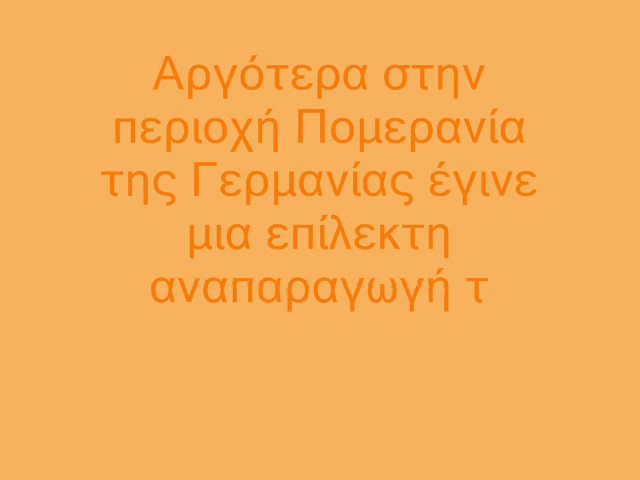 Αργότερα στην
περιοχή Πομερανία
της Γερμανίας έγινε
μια επίλεκτη
αναπαραγωγή τ